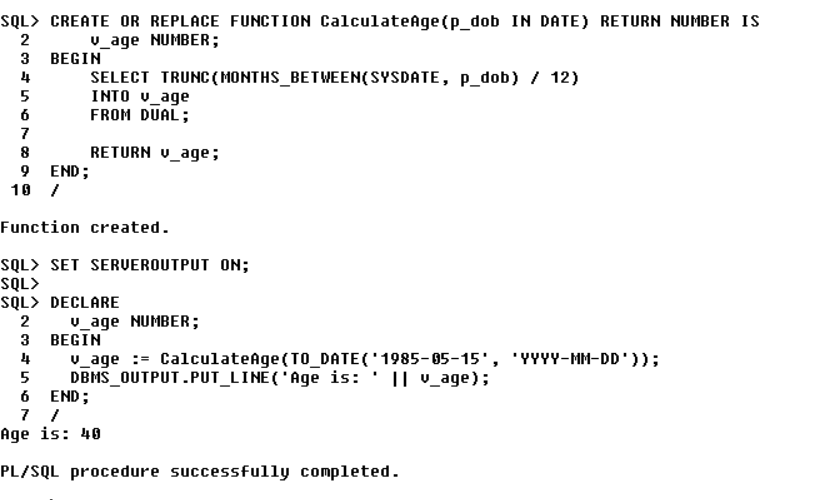 SQL> CREATE OR REPLACE FUNCTION CalculateAge(p_dob IN DATE) RETURN NUMBER IS
  2      v_age NUMBER;
  3  BEGIN
  4      SELECT TRUNC(MONTHS_BETWEEN(SYSDATE, p_dob) / 12)
  5      INTO v_age
  6      FROM DUAL;
  7
  8      RETURN v_age;
  9  END;
 10  /
Function created.
SQL> SET SERVEROUTPUT ON;
SQL>
SQL> DECLARE
  2    v_age NUMBER;
  3  BEGIN
  4    v_age := CalculateAge(TO_DATE('1985-05-15', 'YYYY-MM-DD'));
  5    DBMS_OUTPUT.PUT_LINE('Age is: ' || v_age);
  6  END;
  7  /
Age is: 40
PL/SQL procedure successfully completed.